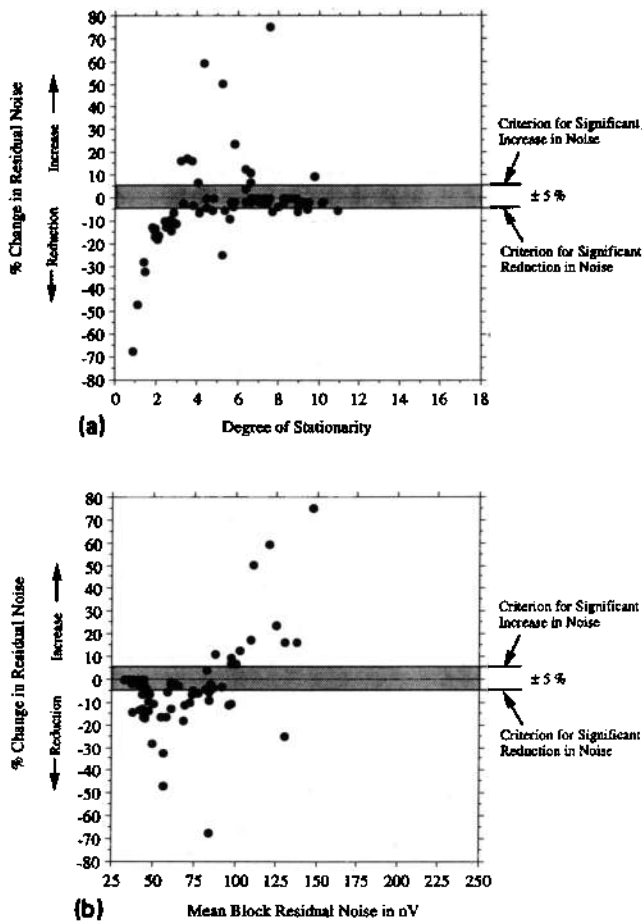 80
70
60
50
40
30
20
10
0
-10
-20
-30
-40
-50
-60
-70
-80
% Change in Residual Noise
Increase
Reduction
0 2 4 6 8 10 12 14 16 18
Degree of Stationarity
(a)
Criterion for Significant
Increase in Noise
± 5 %
Criterion for Significant
Reduction in Noise
80
70
60
50
40
30
20
10
0
-10
-20
-30
-40
-50
-60
-70
-80
% Change in Residual Noise
Increase
Reduction
25 50 75 100 125 150 175 200 225 250
Mean Block Residual Noise in nV
(b)
Criterion for Significant
Increase in Noise
± 5 %
Criterion for Significant
Reduction in Noise